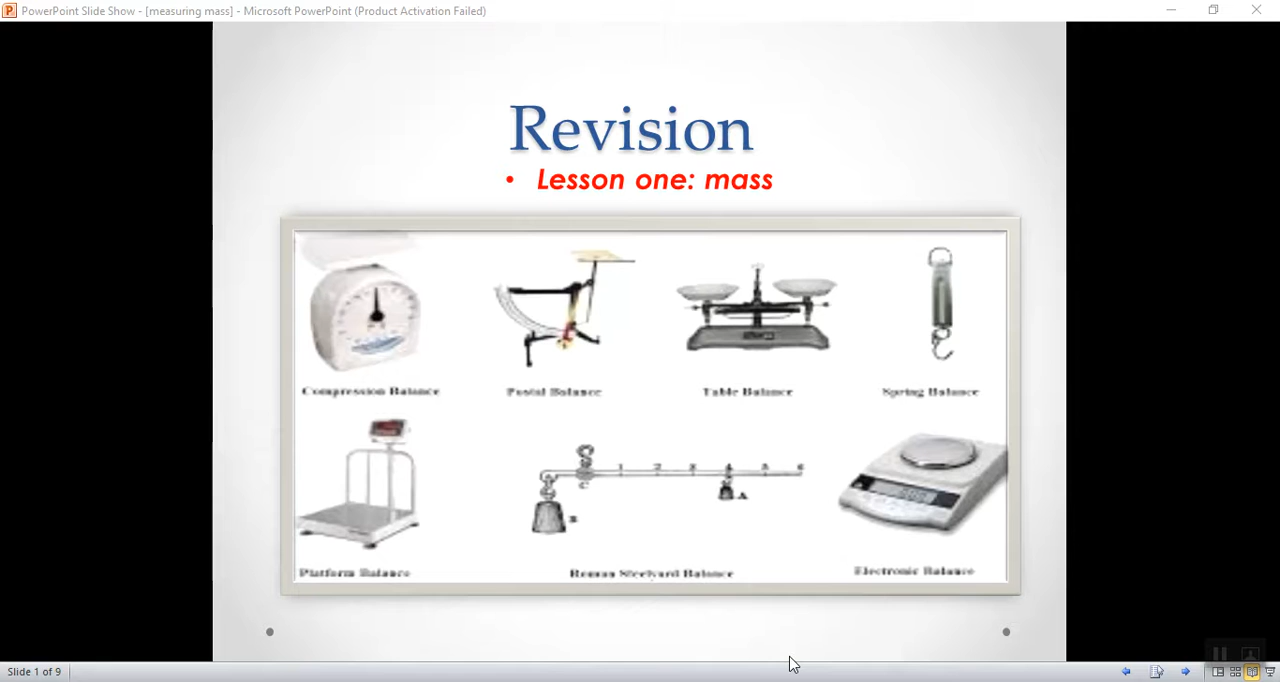 PowerPoint Slide Show - [measuring mass] - Microsoft PowerPoint (Product Activation Failed)
Revision
• Lesson one: mass
Compression Balance
Postal Balance
Table Balance
Spring Balance
1 2 3 4 5 6
C
A
B
Platform Balance
Roman Steelyard Balance
Electronic Balance
Slide 1 of 9